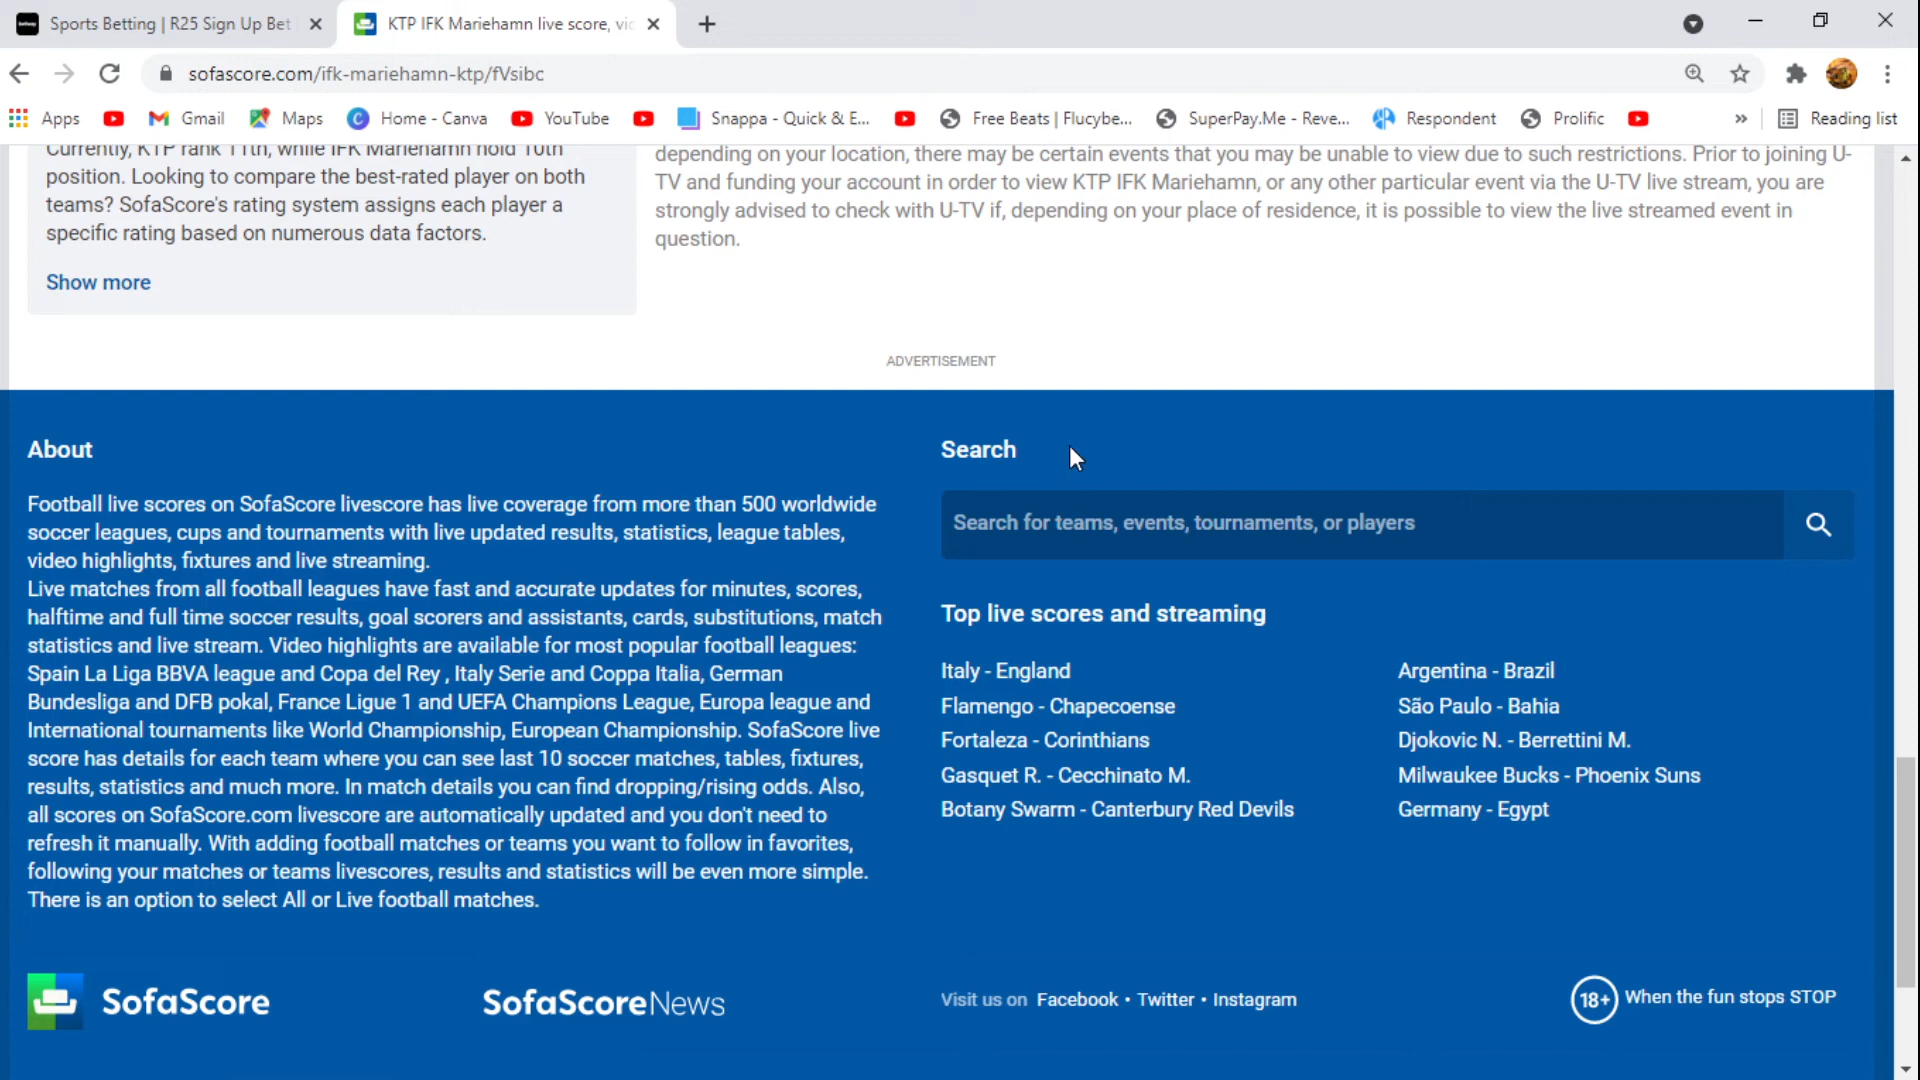 Sports Betting | R25 Sign Up Bet
KTP IFK Mariehamn live score, vi
sofascore.com/ifk-mariehamn-ktp/fVsibc
Apps Gmail Maps Home - Canva YouTube Snappa - Quick & E... Free Beats | Flucybe... SuperPay.Me - Reve... Respondent Prolific » Reading list
Currently, KTP rank 11th, while IFK Mariehamn hold 10th
position. Looking to compare the best-rated player on both
teams? SofaScore's rating system assigns each player a
specific rating based on numerous data factors.
Show more
depending on your location, there may be certain events that you may be unable to view due to such restrictions. Prior to joining U-
TV and funding your account in order to view KTP IFK Mariehamn, or any other particular event via the U-TV live stream, you are
strongly advised to check with U-TV if, depending on your place of residence, it is possible to view the live streamed event in
question.
ADVERTISEMENT
About
Football live scores on SofaScore livescore has live coverage from more than 500 worldwide
soccer leagues, cups and tournaments with live updated results, statistics, league tables,
video highlights, fixtures and live streaming.
Live matches from all football leagues have fast and accurate updates for minutes, scores,
halftime and full time soccer results, goal scorers and assistants, cards, substitutions, match
statistics and live stream. Video highlights are available for most popular football leagues:
Spain La Liga BBVA league and Copa del Rey , Italy Serie and Coppa Italia, German
Bundesliga and DFB pokal, France Ligue 1 and UEFA Champions League, Europa league and
International tournaments like World Championship, European Championship. SofaScore live
score has details for each team where you can see last 10 soccer matches, tables, fixtures,
results, statistics and much more. In match details you can find dropping/rising odds. Also,
all scores on SofaScore.com livescore are automatically updated and you don't need to
refresh it manually. With adding football matches or teams you want to follow in favorites,
following your matches or teams livescores, results and statistics will be even more simple.
There is an option to select All or Live football matches.
Search
Search for teams, events, tournaments, or players
Top live scores and streaming
Italy - England
Flamengo - Chapecoense
Fortaleza - Corinthians
Gasquet R. - Cecchinato M.
Botany Swarm - Canterbury Red Devils
Argentina - Brazil
São Paulo - Bahia
Djokovic N. - Berrettini M.
Milwaukee Bucks - Phoenix Suns
Germany - Egypt
SofaScore
SofaScoreNews
Visit us on Facebook • Twitter • Instagram
18+ When the fun stops STOP